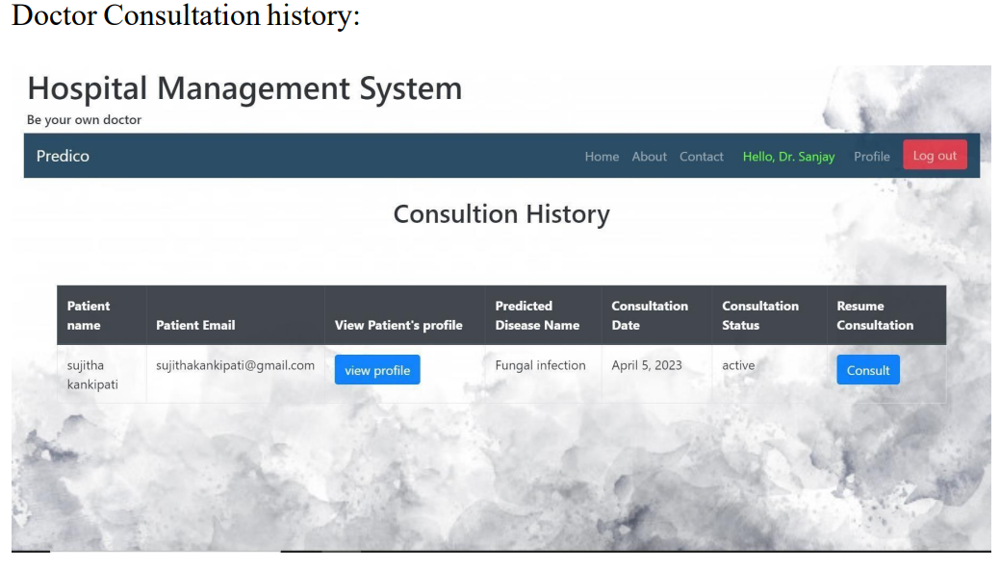 Doctor Consultation history:
Hospital Management System
Be your own doctor
Predico Home About Contact Hello, Dr. Sanjay Profile Log out
Consultion History
Patient name Patient Email View Patient's profile Predicted Disease Name Consultation Date Consultation Status Resume Consultation
sujitha kankipati sujithakankipati@gmail.com view profile Fungal infection April 5, 2023 active Consult